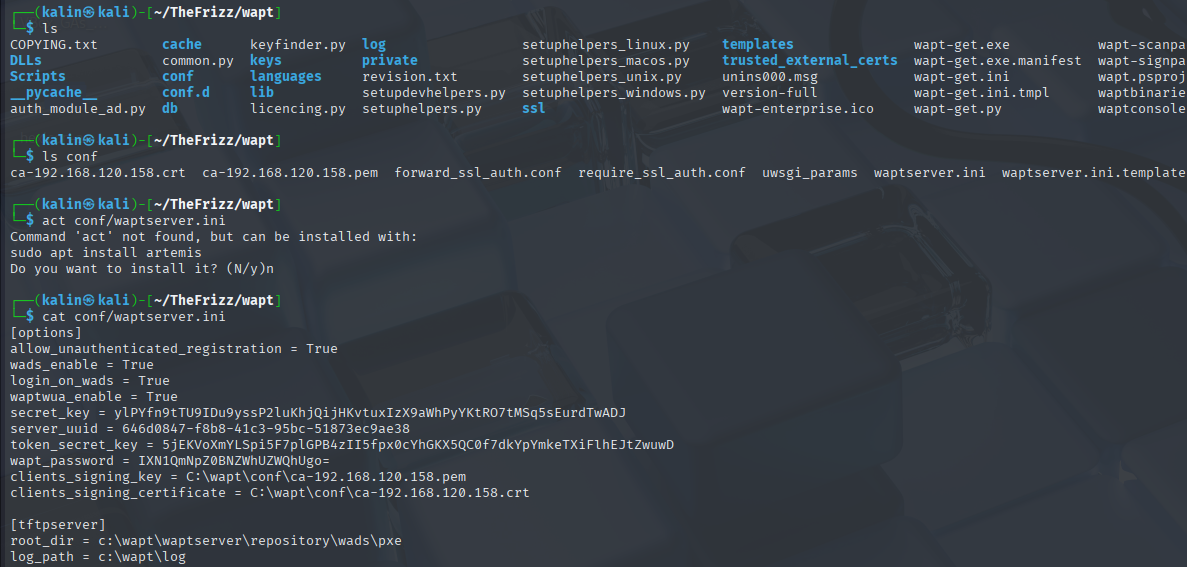 (kalin㉿kali)-[~/TheFrizz/wapt]
$ ls
COPYING.txt cache keyfinder.py log setuphelpers_linux.py templates wapt-get.exe wapt-scanpa
DLLs common.py keys private setuphelpers_macos.py trusted_external_certs wapt-get.exe.manifest wapt-signpa
Scripts conf languages revision.txt setuphelpers_unix.py unins000.msg wapt-get.ini wapt.psproj
__pycache__ conf.d lib setupdevhelpers.py setuphelpers_windows.py version-full wapt-get.ini.tmpl waptbinarie
auth_module_ad.py db licencing.py setuphelpers.py ssl wapt-enterprise.ico wapt-get.py waptconsole
(kalin㉿kali)-[~/TheFrizz/wapt]
$ ls conf
ca-192.168.120.158.crt ca-192.168.120.158.pem forward_ssl_auth.conf require_ssl_auth.conf uwsgi_params waptserver.ini waptserver.ini.template
(kalin㉿kali)-[~/TheFrizz/wapt]
$ act conf/waptserver.ini
Command 'act' not found, but can be installed with:
sudo apt install artemis
Do you want to install it? (N/y)n
(kalin㉿kali)-[~/TheFrizz/wapt]
$ cat conf/waptserver.ini
[options]
allow_unauthenticated_registration = True
wads_enable = True
login_on_wads = True
waptwua_enable = True
secret_key = ylPYfn9tTU9IDu9yssP2luKhjQijHKvtuxIzX9aWhPyYKtRO7tMSq5sEurdTwADJ
server_uuid = 646d0847-f8b8-41c3-95bc-51873ec9ae38
token_secret_key = 5jEKVoXmYLSpi5F7plGPB4zII5fpx0cYhGKX5QC0f7dkYpYmkeTXiFlhEJtZwuwD
wapt_password = IXN1QmNpZ0BNZWhUZWQhUgo=
clients_signing_key = C:\wapt\conf\ca-192.168.120.158.pem
clients_signing_certificate = C:\wapt\conf\ca-192.168.120.158.crt
[tftpserver]
root_dir = c:\wapt\waptserver\repository\wads\pxe
log_path = c:\wapt\log